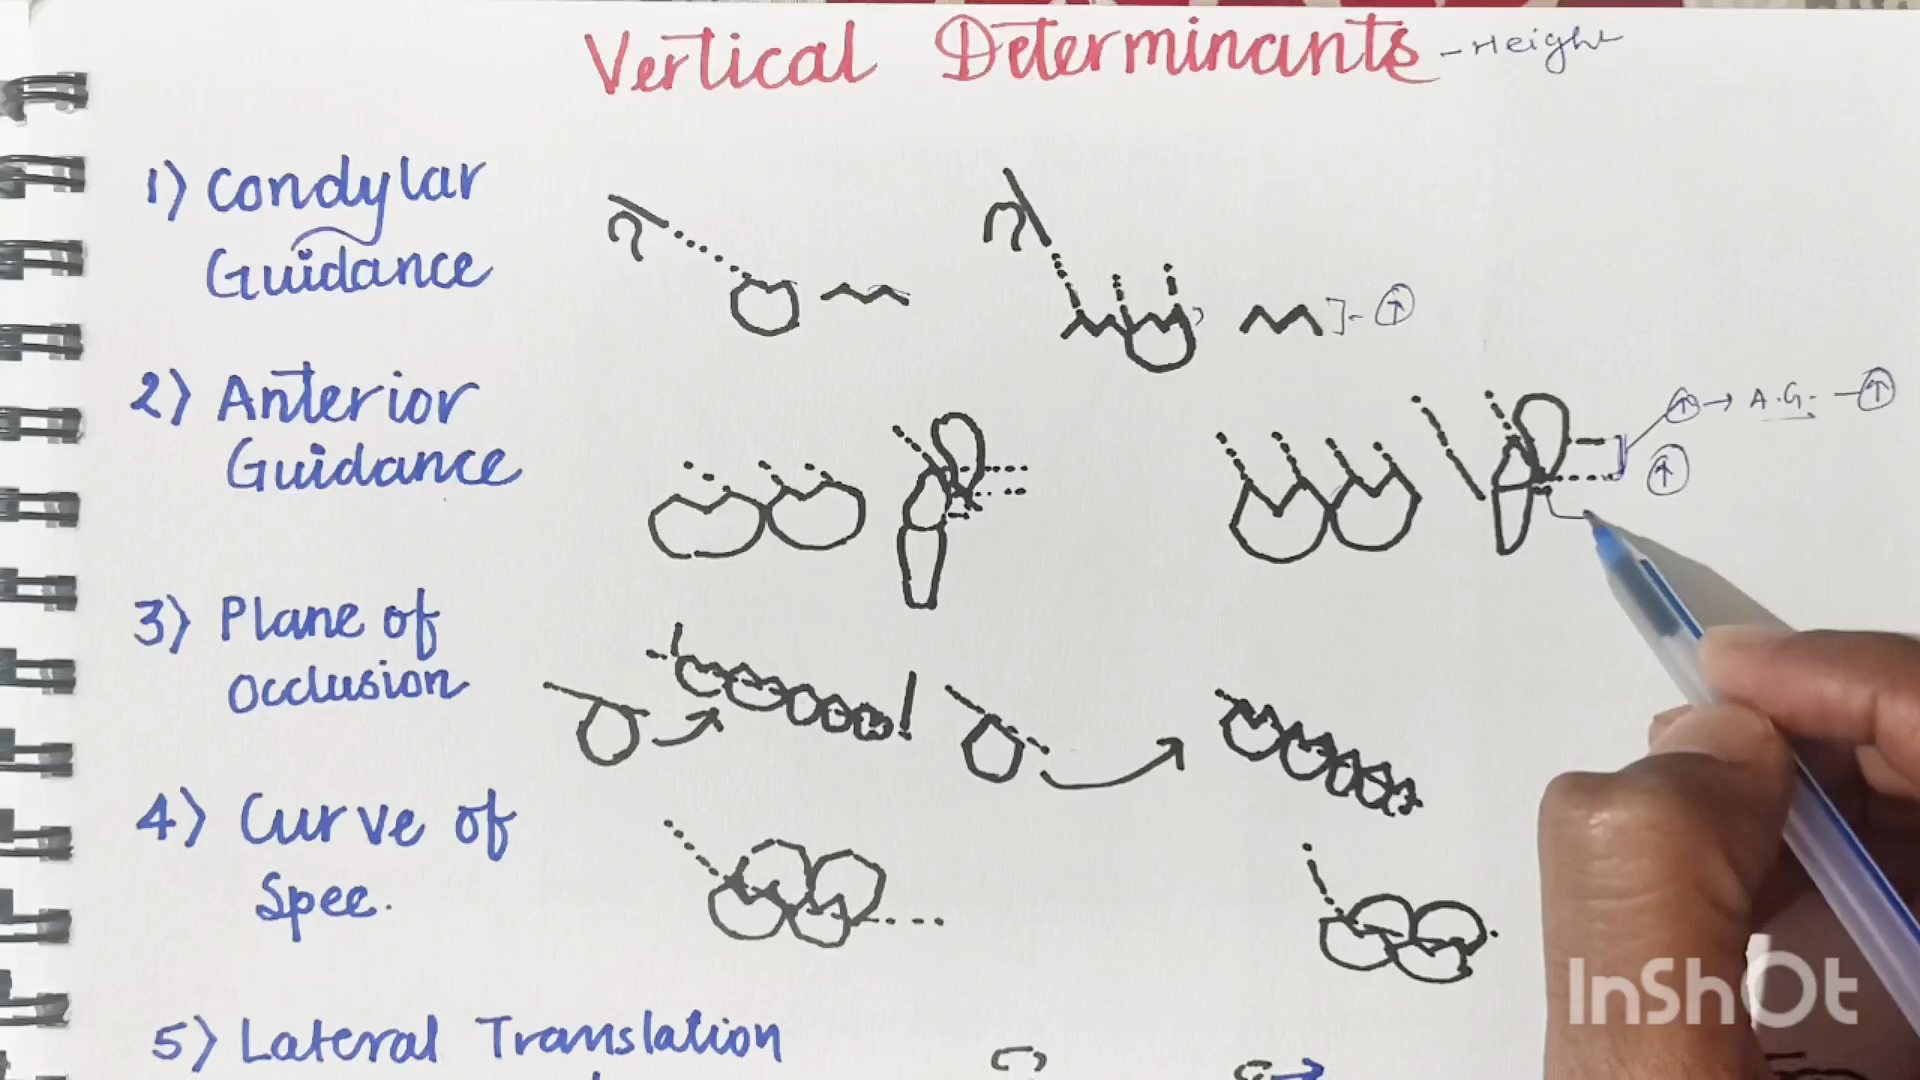 Vertical Determinants - Height
1) Condylar
Guidance
↑
2) Anterior
Guidance
↑ → A.G. - ↑
↑
3) Plane of
Occlusion
4) Curve of
Spee.
5) Lateral Translation
InShOt